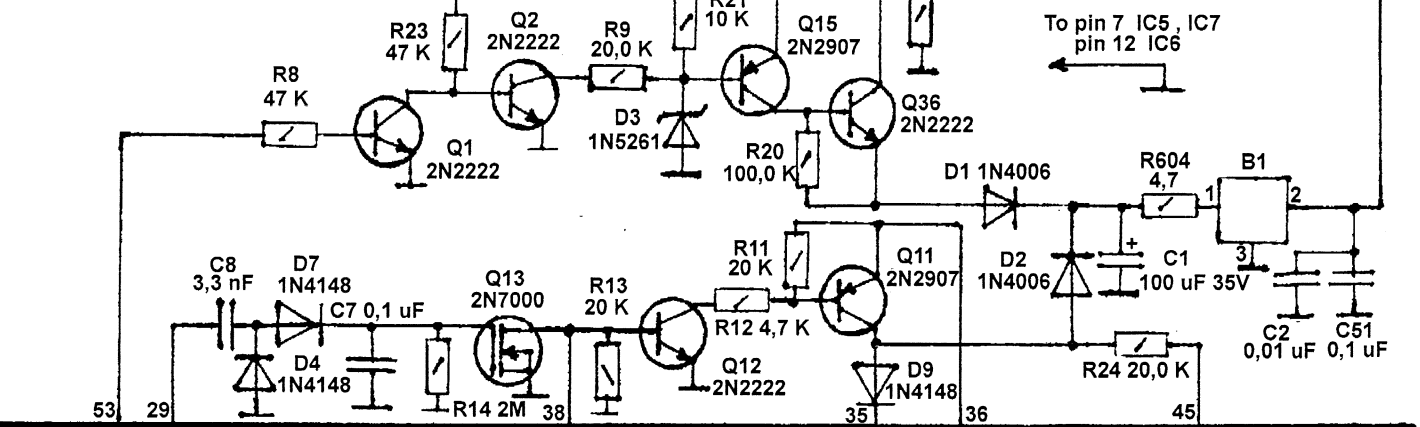 R21
10 K
Q2
2N2222
R23
47 K
R9
20,0 K
Q15
2N2907
To pin 7 IC5 , IC7
pin 12 IC6
R8
47 K
D3
1N5261
Q36
2N2222
Q1
2N2222
R20
100,0 K
D1 1N4006
R604
4,7
B1
1
2
3
R11
20 K
Q11
2N2907
D2
1N4006
+
C1
100 uF 35V
C8
3,3 nF
D7
1N4148
C7 0,1 uF
Q13
2N7000
R13
20 K
R12 4,7 K
C2
0,01 uF
C51
0,1 uF
D4
1N4148
Q12
2N2222
D9
1N4148
R24 20,0 K
R14 2M
53
29
38
35
36
45